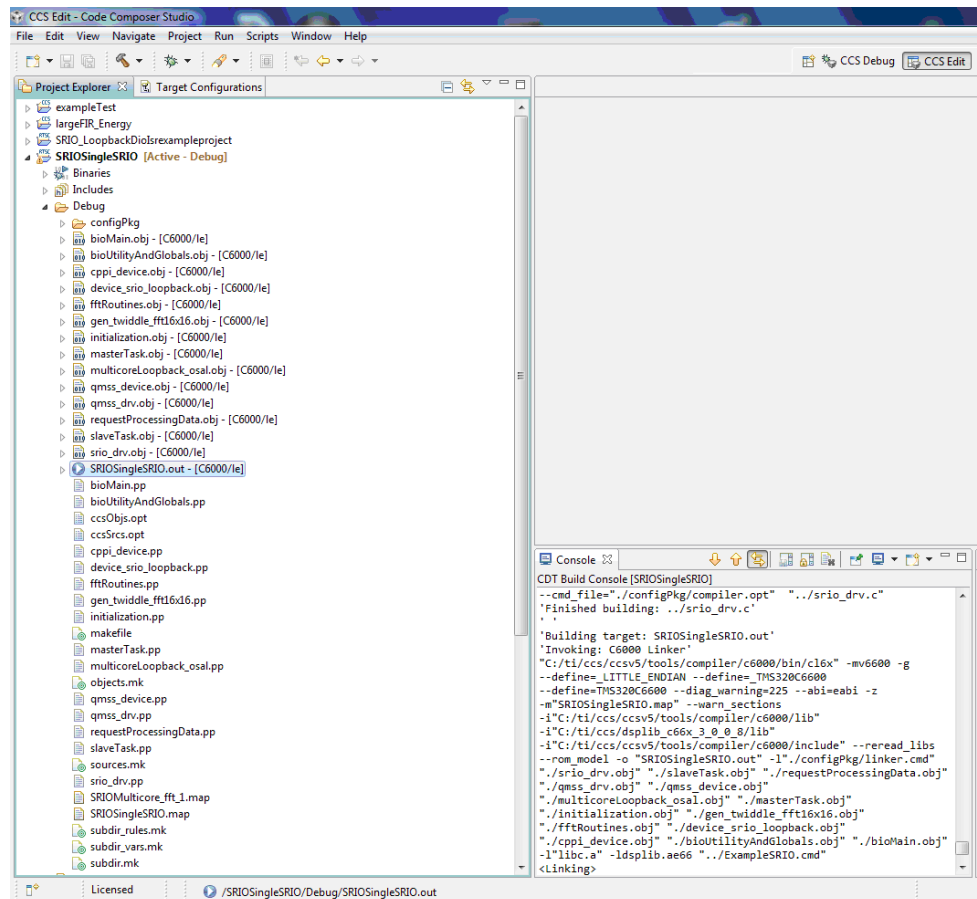 CCS Edit - Code Composer Studio
File Edit View Navigate Project Run Scripts Window Help
CCS Debug CCS Edit
Project Explorer Target Configurations
exampleTest
largeFIR_Energy
SRIO_LoopbackDioIsrexampleproject
SRIOSingleSRIO [Active - Debug]
Binaries
Includes
Debug
configPkg
bioMain.obj - [C6000/le]
bioUtilityAndGlobals.obj - [C6000/le]
cppi_device.obj - [C6000/le]
device_srio_loopback.obj - [C6000/le]
fftRoutines.obj - [C6000/le]
gen_twiddle_fft16x16.obj - [C6000/le]
initialization.obj - [C6000/le]
masterTask.obj - [C6000/le]
multicoreLoopback_osal.obj - [C6000/le]
qmss_device.obj - [C6000/le]
qmss_drv.obj - [C6000/le]
requestProcessingData.obj - [C6000/le]
slaveTask.obj - [C6000/le]
srio_drv.obj - [C6000/le]
SRIOSingleSRIO.out - [C6000/le]
bioMain.pp
bioUtilityAndGlobals.pp
ccsObjs.opt
ccsSrcs.opt
cppi_device.pp
device_srio_loopback.pp
fftRoutines.pp
gen_twiddle_fft16x16.pp
initialization.pp
makefile
masterTask.pp
multicoreLoopback_osal.pp
objects.mk
qmss_device.pp
qmss_drv.pp
requestProcessingData.pp
slaveTask.pp
sources.mk
srio_drv.pp
SRIOMulticore_fft_1.map
SRIOSingleSRIO.map
subdir_rules.mk
subdir_vars.mk
subdir.mk
Console
CDT Build Console [SRIOSingleSRIO]
--cmd_file="./configPkg/compiler.opt" "../srio_drv.c"
'Finished building: ../srio_drv.c'
' '
'Building target: SRIOSingleSRIO.out'
'Invoking: C6000 Linker'
"C:/ti/ccs/ccsv5/tools/compiler/c6000/bin/cl6x" -mv6600 -g
--define=_LITTLE_ENDIAN --define=_TMS320C6600
--define=TMS320C6600 --diag_warning=225 --abi=eabi -z
-m"SRIOSingleSRIO.map" --warn_sections
-i"C:/ti/ccs/ccsv5/tools/compiler/c6000/lib"
-i"C:/ti/ccs/dsplib_c66x_3_0_0_8/lib"
-i"C:/ti/ccs/ccsv5/tools/compiler/c6000/include" --reread_libs
--rom_model -o "SRIOSingleSRIO.out" -l"./configPkg/linker.cmd"
"./srio_drv.obj" "./slaveTask.obj" "./requestProcessingData.obj"
"./qmss_drv.obj" "./qmss_device.obj"
"./multicoreLoopback_osal.obj" "./masterTask.obj"
"./initialization.obj" "./gen_twiddle_fft16x16.obj"
"./fftRoutines.obj" "./device_srio_loopback.obj"
"./cppi_device.obj" "./bioUtilityAndGlobals.obj" "./bioMain.obj"
-l"libc.a" -ldsplib.ae66 "../ExampleSRIO.cmd"
<Linking>
Licensed /SRIOSingleSRIO/Debug/SRIOSingleSRIO.out